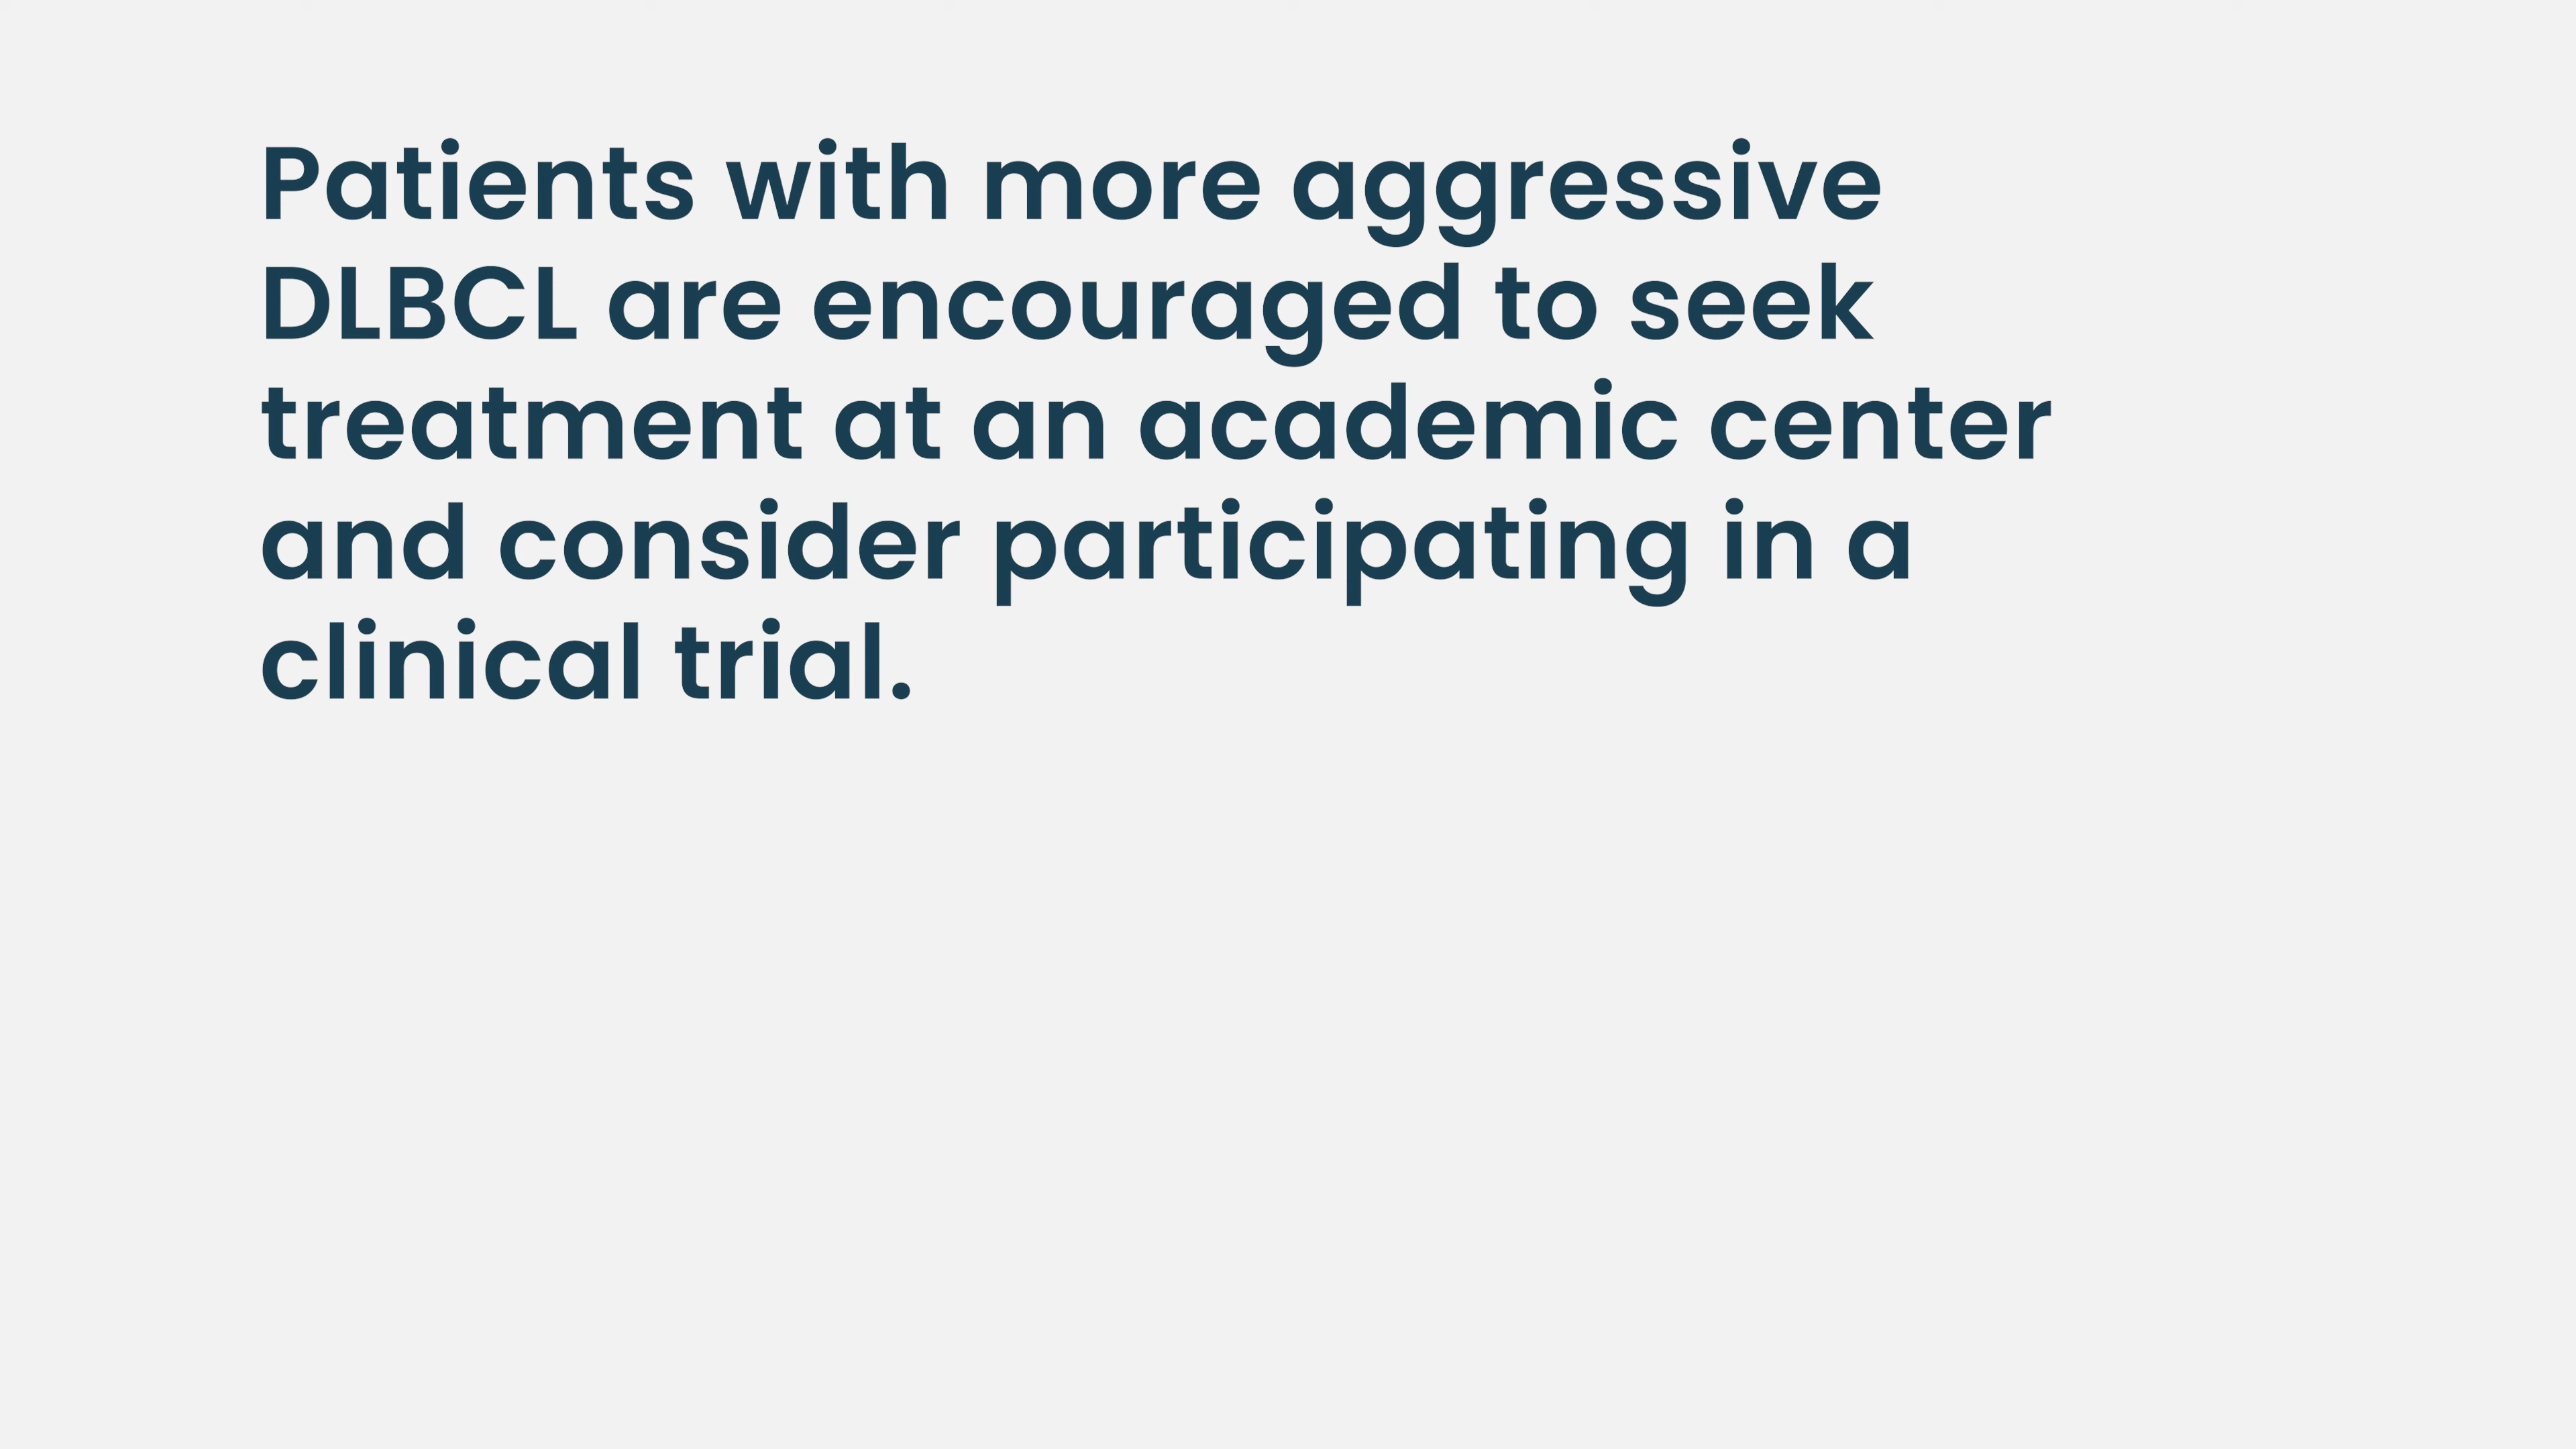 Patients with more aggressive
DLBCL are encouraged to seek
treatment at an academic center
and consider participating in a
clinical trial.